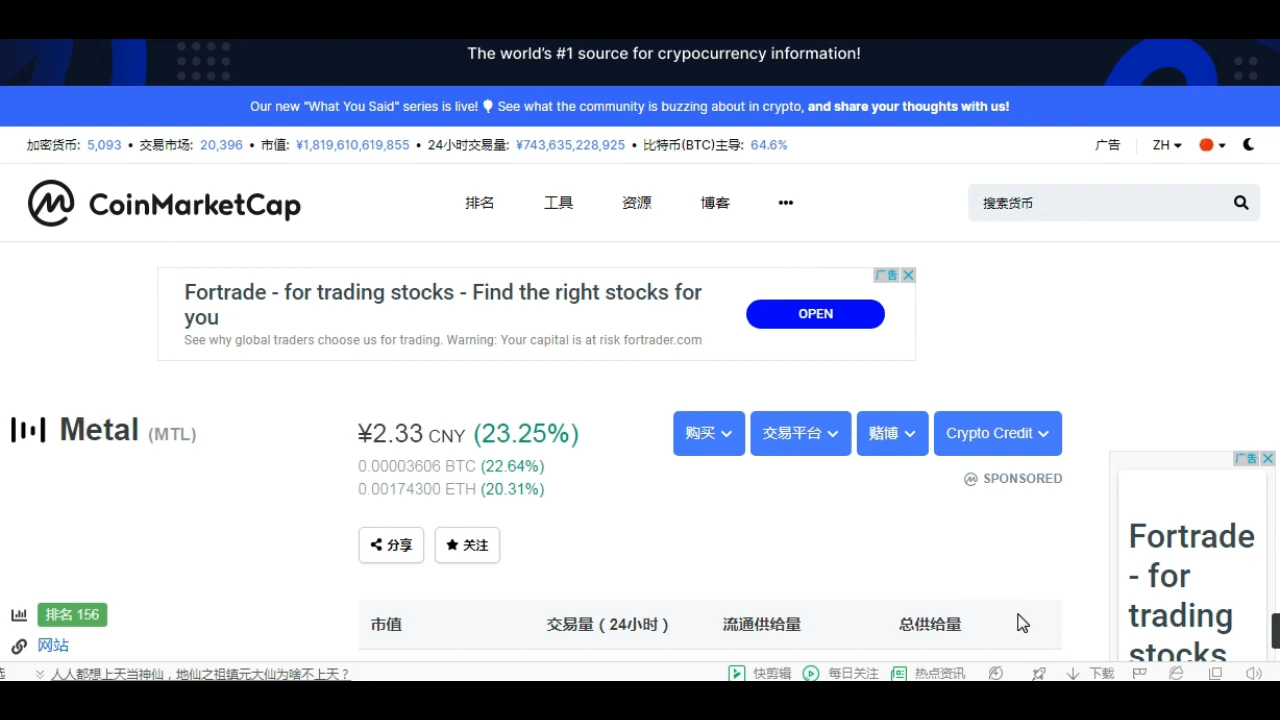 The world's #1 source for crypocurrency information!
Our new "What You Said" series is live! See what the community is buzzing about in crypto, and share your thoughts with us!
加密货币: 5,093 • 交易市场: 20,396 • 市值: ¥1,819,610,619,855 • 24小时交易量: ¥743,635,228,925 • 比特币(BTC)主导: 64.6% 广告 ZH
CoinMarketCap 排名 工具 资源 博客 ••• 搜索货币
广告
Fortrade - for trading stocks - Find the right stocks for
you
OPEN
See why global traders choose us for trading. Warning: Your capital is at risk fortrader.com
Metal (MTL)
¥2.33 CNY (23.25%)
0.00003606 BTC (22.64%)
0.00174300 ETH (20.31%)
购买 交易平台 赌博 Crypto Credit
SPONSORED
分享 关注
广告
Fortrade
- for
trading
stocks
排名 156
网站
市值 交易量 ( 24小时 ) 流通供给量 总供给量
人人都想上天当神仙，地仙之祖镇元大仙为啥不上天？ 快剪辑 每日关注 热点资讯 下载